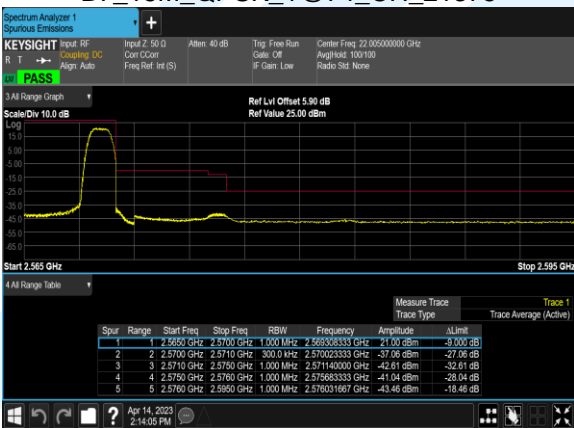 Spectrum Analyzer 1
Spurious Emissions
+
KEYSIGHT Input: RF Input Z: 50 Ω Atten: 40 dB Trig: Free Run Center Freq: 22.005000000 GHz
R T Coupling: DC Corr CCorr Gate: Off Avg|Hold: 100/100
Align: Auto Freq Ref: Int (S) IF Gain: Low Radio Std: None
PASS
3 All Range Graph Ref Lvl Offset 5.90 dB
Scale/Div 10.0 dB Ref Value 25.00 dBm
Log
15.0
5.00
-5.00
-15.0
-25.0
-35.0
-45.0
-55.0
-65.0
Start 2.565 GHz Stop 2.595 GHz
4 All Range Table
Measure Trace Trace 1
Trace Type Trace Average (Active)
Spur Range Start Freq Stop Freq RBW Frequency Amplitude ΔLimit
1 1 2.5650 GHz 2.5700 GHz 1.000 MHz 2.569308333 GHz 21.00 dBm -9.000 dB
2 2 2.5700 GHz 2.5710 GHz 300.0 kHz 2.570023333 GHz -37.06 dBm -27.06 dB
3 3 2.5710 GHz 2.5750 GHz 1.000 MHz 2.571140000 GHz -42.61 dBm -32.61 dB
4 4 2.5750 GHz 2.5760 GHz 1.000 MHz 2.575683333 GHz -41.04 dBm -28.04 dB
5 5 2.5760 GHz 2.5950 GHz 1.000 MHz 2.576031667 GHz -43.46 dBm -18.46 dB
? Apr 14, 2023
2:14:05 PM